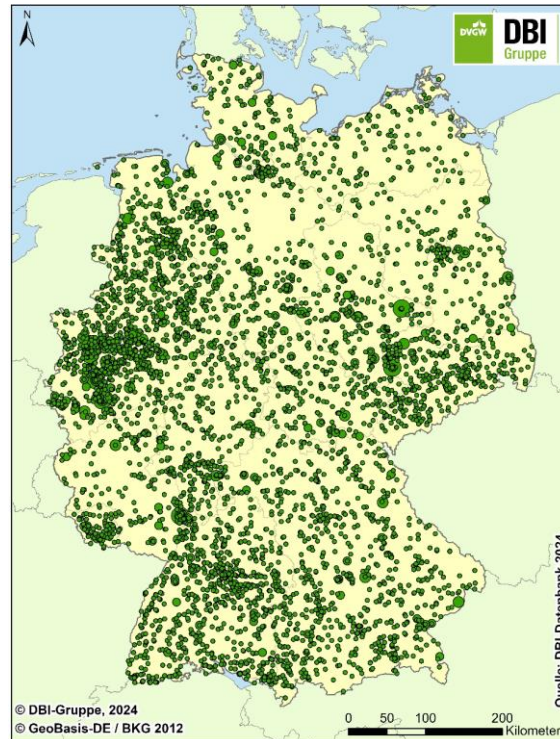 N
DVGW
DBI
Gruppe
Quelle: DBI Datenbank 2024
© DBI-Gruppe, 2024
© GeoBasis-DE / BKG 2012
0 50 100 200
Kilometer